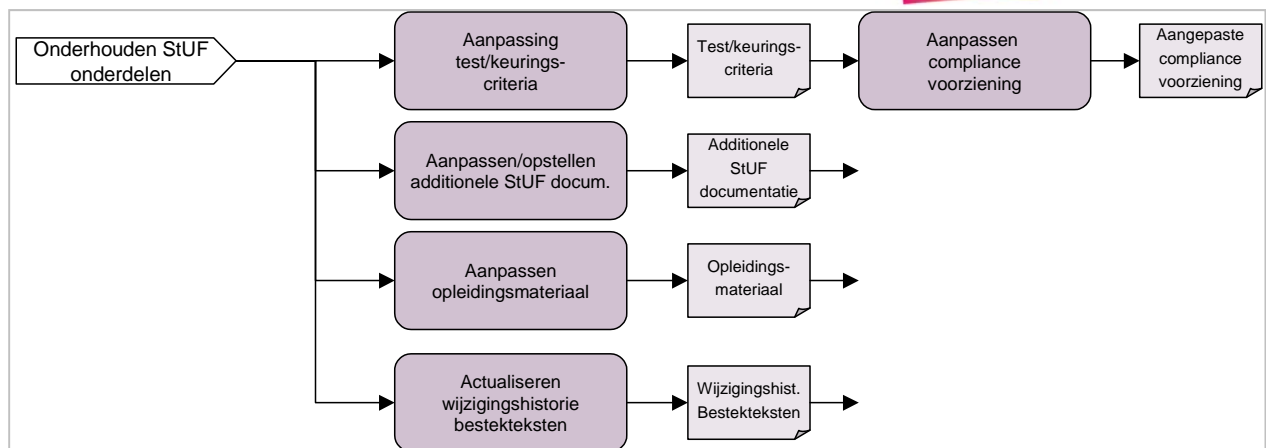 Onderhouden StUF
onderdelen
Aanpassing
test/keurings-
criteria
Test/keurings-
criteria
Aanpassen
compliance
voorziening
Aangepaste
compliance
voorziening
Aanpassen/opstellen
additionele StUF docum.
Additionele
StUF
documentatie
Aanpassen
opleidingsmateriaal
Opleidings-
materiaal
Actualiseren
wijzigingshistorie
bestekteksten
Wijzigingshist.
Bestekteksten